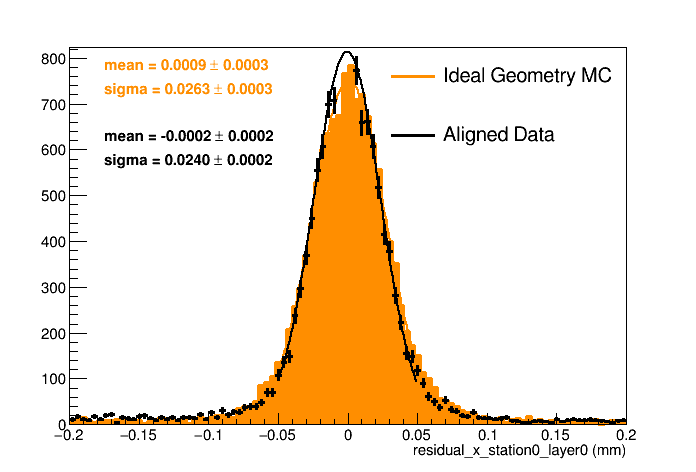 mean = 0.0009 ± 0.0003
sigma = 0.0263 ± 0.0003
mean = -0.0002 ± 0.0002
sigma = 0.0240 ± 0.0002
Ideal Geometry MC
Aligned Data
800
700
600
500
400
300
200
100
0
−0.2 −0.15 −0.1 −0.05 0 0.05 0.1 0.15 0.2
residual_x_station0_layer0 (mm)